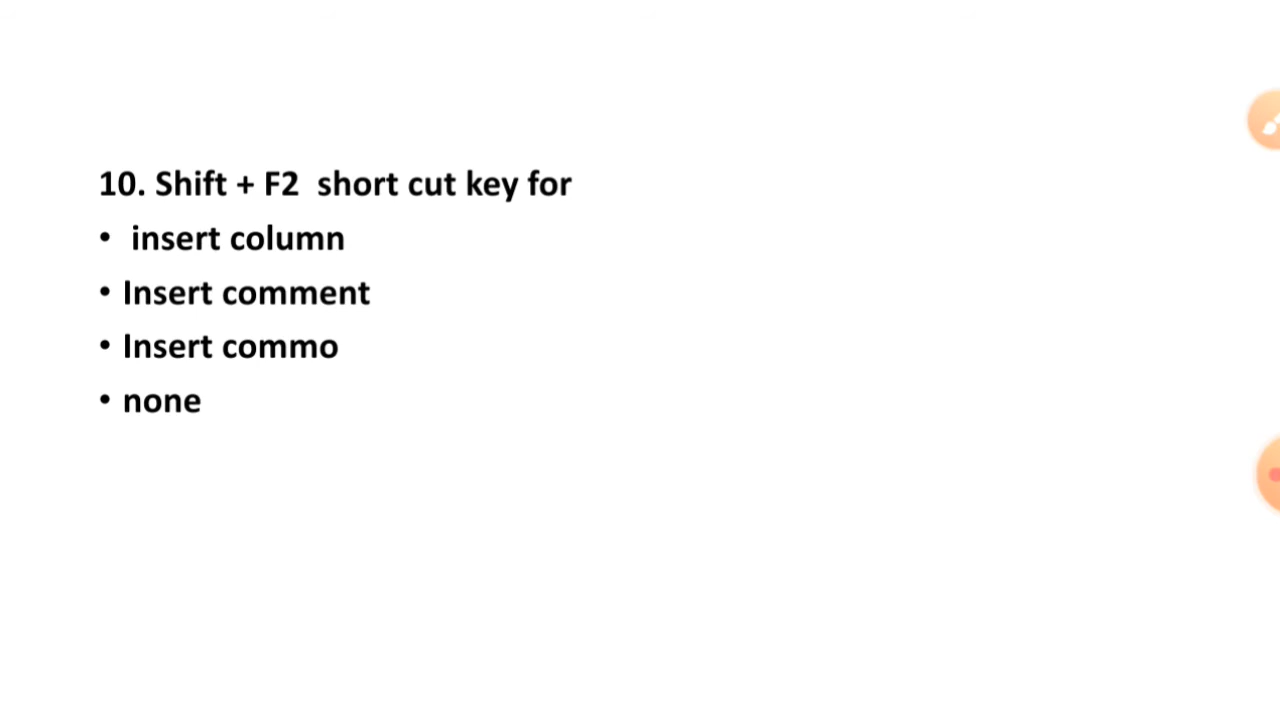 10. Shift + F2  short cut key for
•  insert column
• Insert comment
• Insert commo
• none